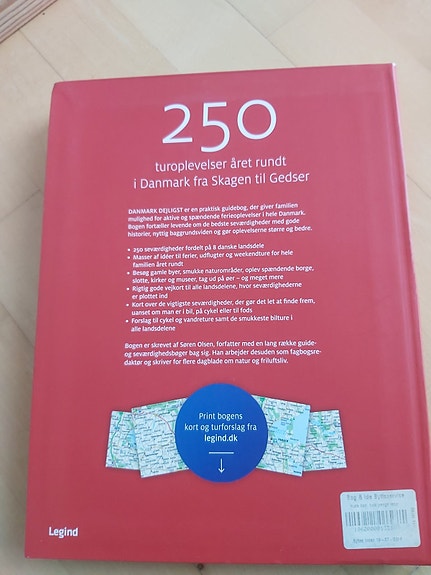 250
turoplevelser året rundt
i Danmark fra Skagen til Gedser
DANMARK DEJLIGST er en praktisk guidebog, der giver familien
mulighed for aktive og spændende ferieoplevelser i hele Danmark.
Bogen fortæller levende om de bedste seværdigheder med gode
historier, nyttig baggrundsviden og gør oplevelserne større og bedre.
• 250 seværdigheder fordelt på 8 danske landsdele
• Masser af idéer til ferier, udflugter og weekendture for hele
familien året rundt
• Besøg gamle byer, smukke naturområder, oplev spændende borge,
slotte, kirker og museer, tag ud på øer – og meget mere
• Rigtig gode vejkort til alle landsdelene, hvor seværdighederne
er plottet ind
• Kort over de vigtigste seværdigheder, der gør det let at finde frem,
uanset om man er i bil, på cykel eller til fods
• Forslag til cykel og vandreture samt de smukkeste bilture i
alle landsdelene
Bogen er skrevet af Søren Olsen, forfatter med en lang række guide-
og seværdighedsbøger bag sig. Han arbejder desuden som fagbogsre-
daktør og skriver for flere dagblade om natur og friluftsliv.
Print bogens
kort og turforslag fra
legind.dk
Legind
Bog & Ide Bytteservice